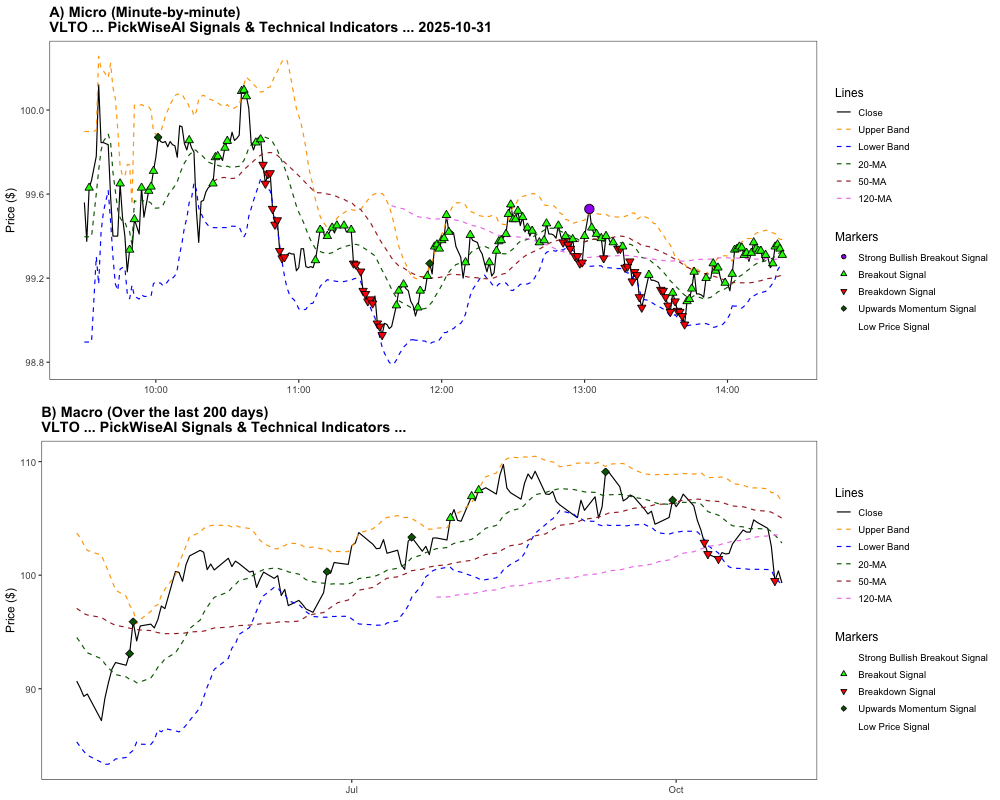 A) Micro (Minute-by-minute)
VLTO ... PickWiseAI Signals & Technical Indicators ... 2025-10-31
Price ($)
100.0
99.6
99.2
98.8
10:00
11:00
12:00
13:00
14:00
Lines
Close
Upper Band
Lower Band
20-MA
50-MA
120-MA
Markers
Strong Bullish Breakout Signal
Breakout Signal
Breakdown Signal
Upwards Momentum Signal
Low Price Signal
B) Macro (Over the last 200 days)
VLTO ... PickWiseAI Signals & Technical Indicators ...
Price ($)
110
100
90
Jul
Oct
Lines
Close
Upper Band
Lower Band
20-MA
50-MA
120-MA
Markers
Strong Bullish Breakout Signal
Breakout Signal
Breakdown Signal
Upwards Momentum Signal
Low Price Signal